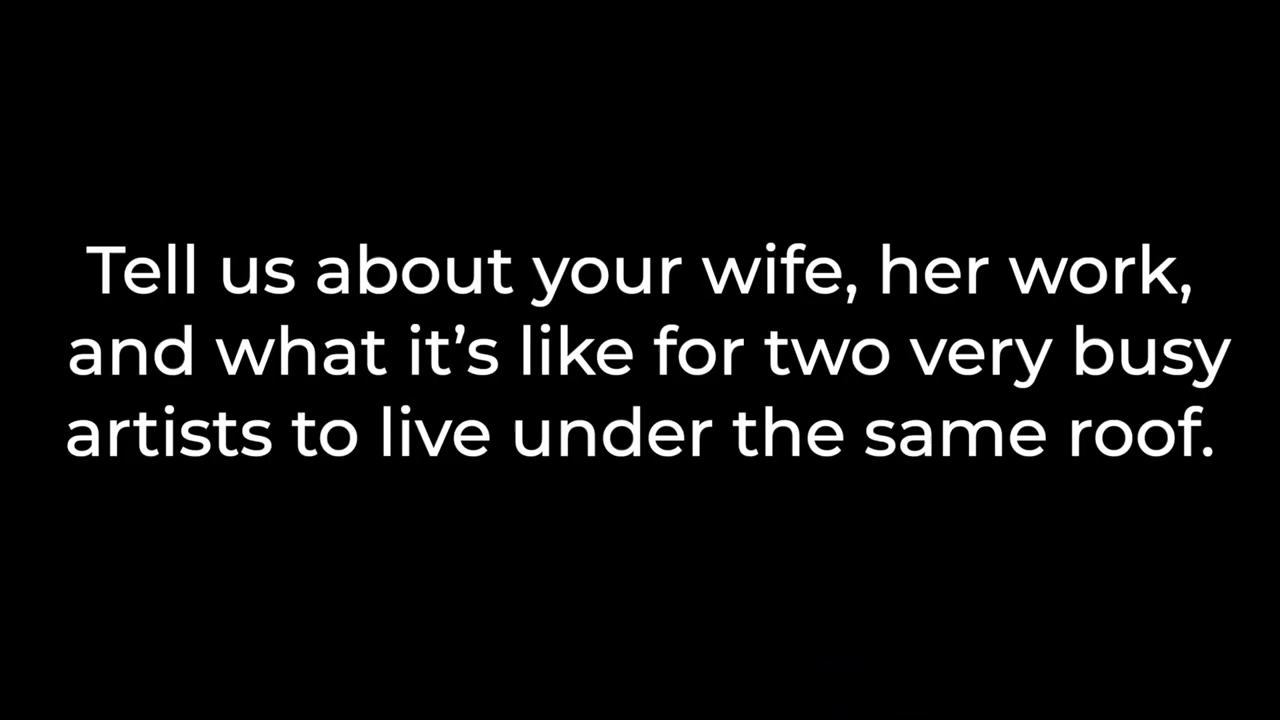 Tell us about your wife, her work,
and what it’s like for two very busy
artists to live under the same roof.